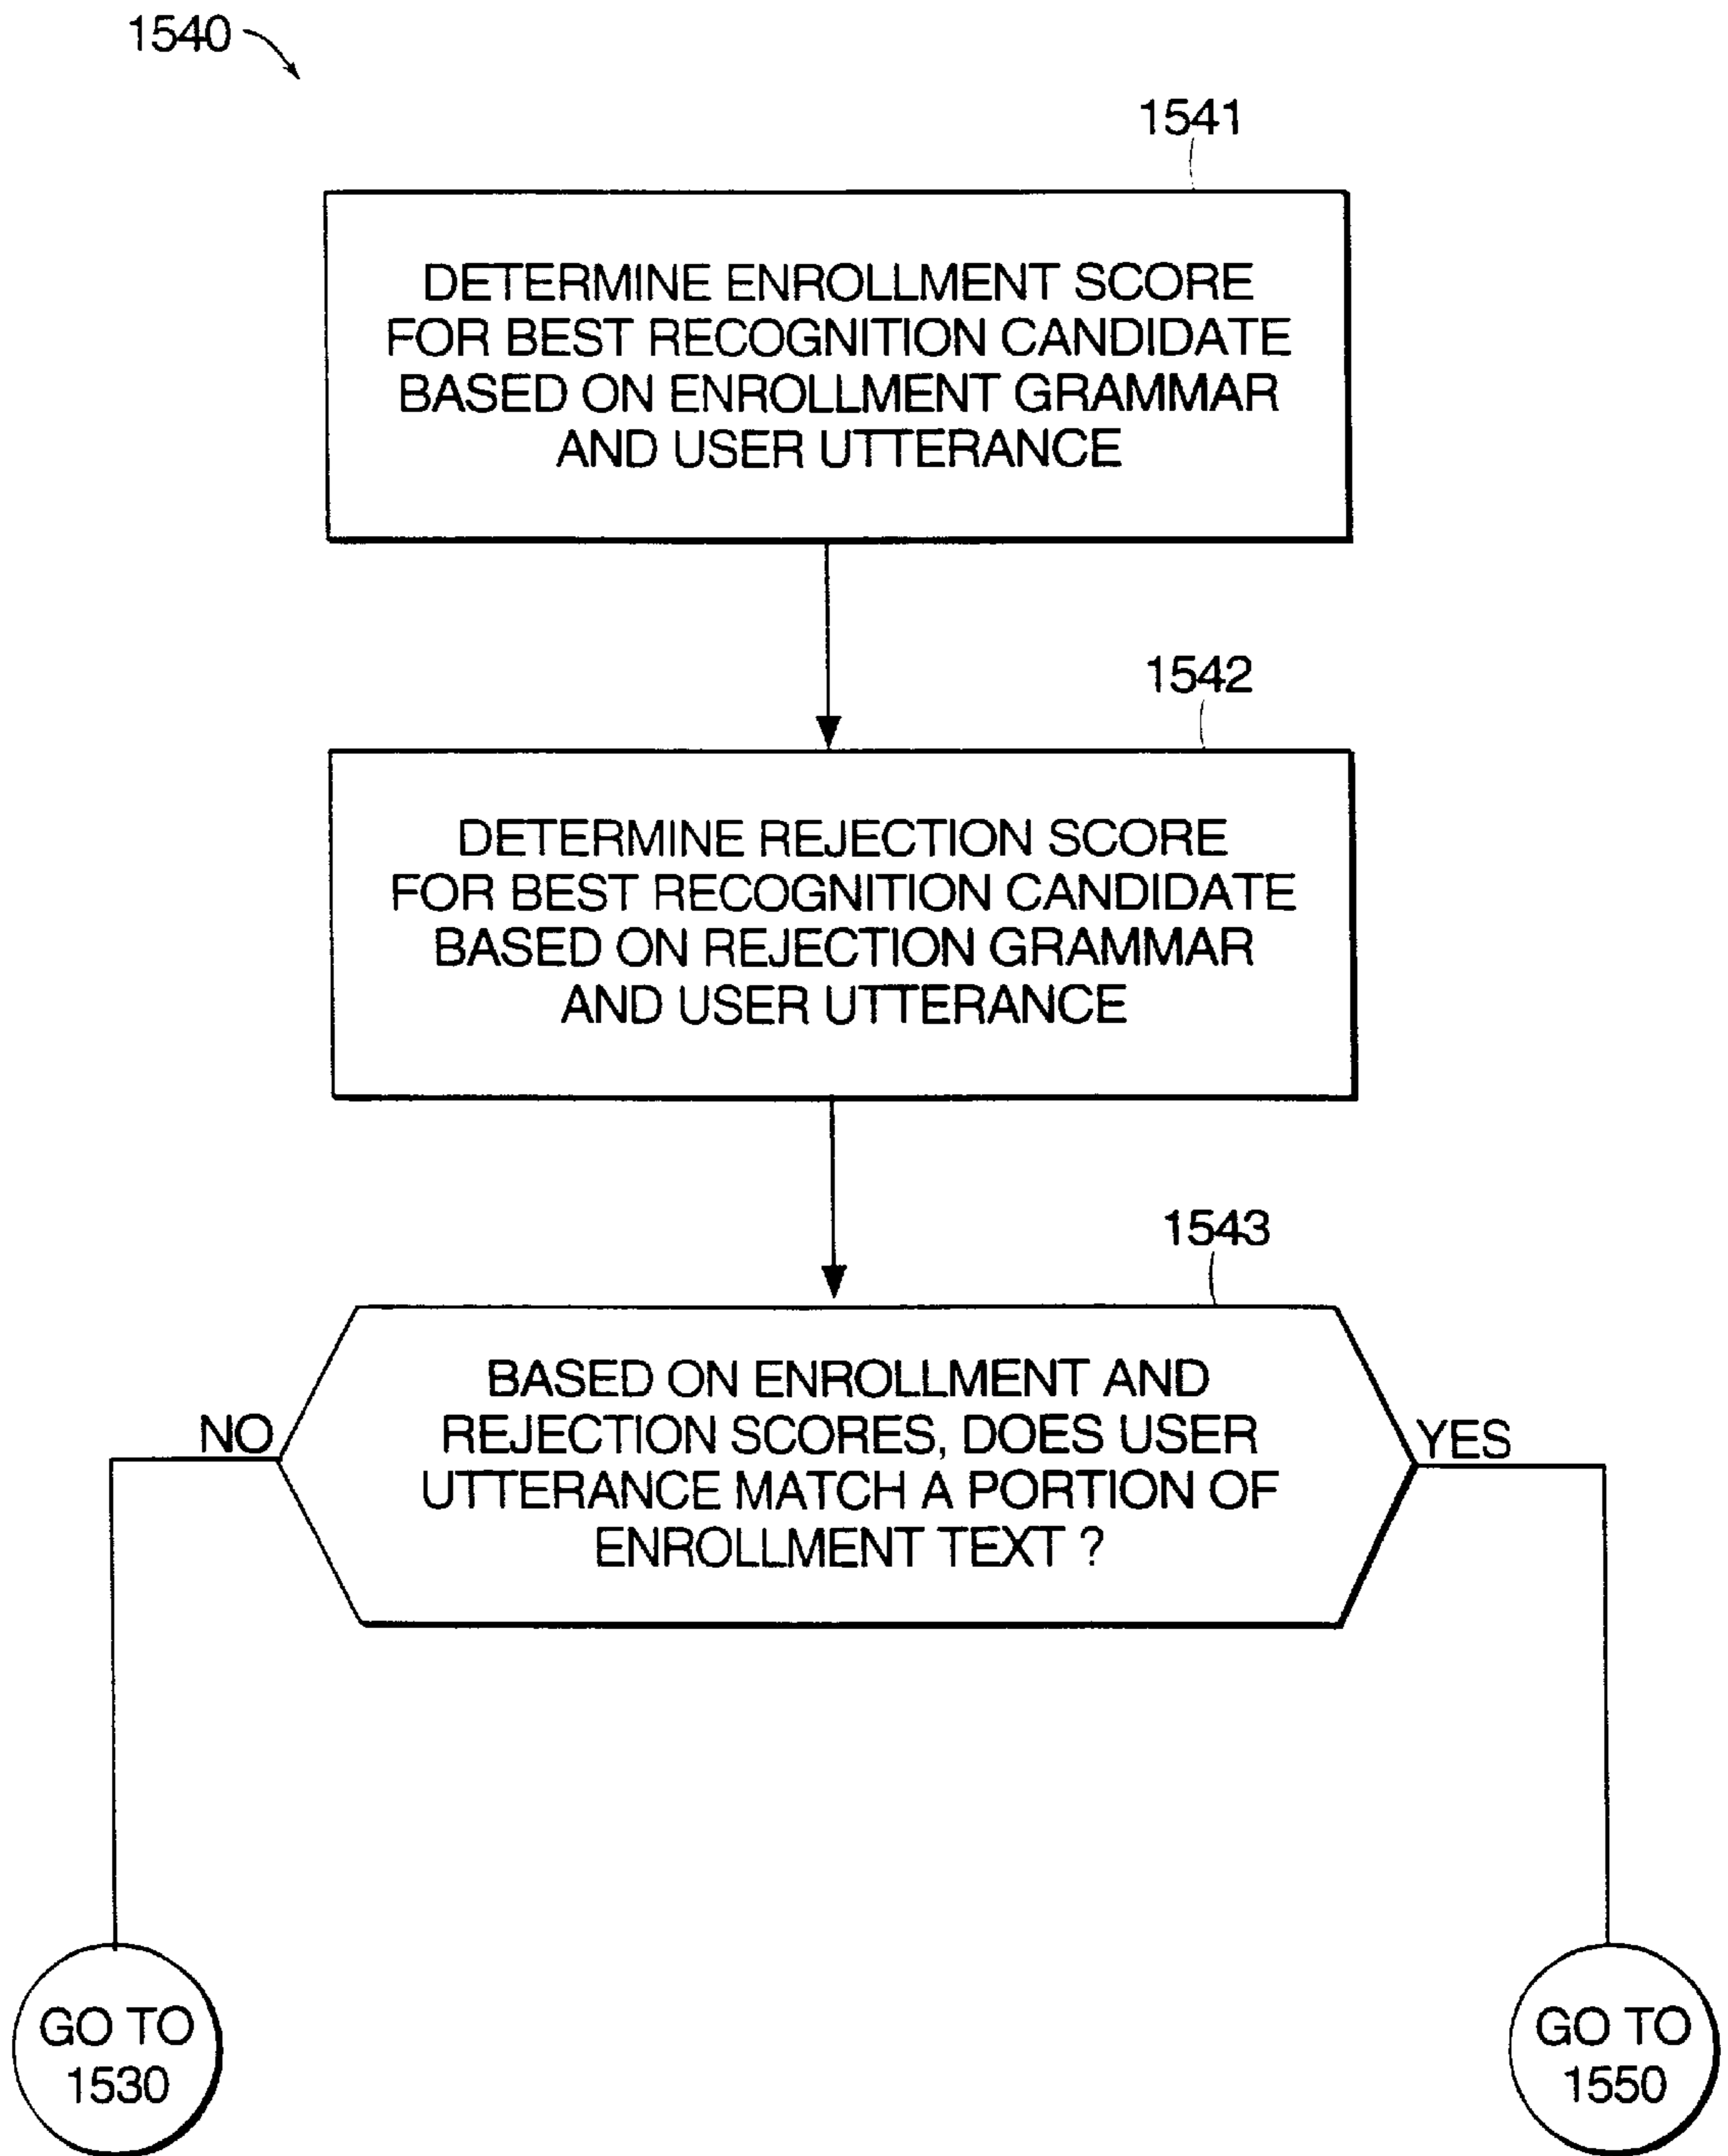 1540
1541
DETERMINE ENROLLMENT SCORE
FOR BEST RECOGNITION CANDIDATE
BASED ON ENROLLMENT GRAMMAR
AND USER UTTERANCE
1542
DETERMINE REJECTION SCORE
FOR BEST RECOGNITION CANDIDATE
BASED ON REJECTION GRAMMAR
AND USER UTTERANCE
1543
BASED ON ENROLLMENT AND
REJECTION SCORES, DOES USER
UTTERANCE MATCH A PORTION OF
ENROLLMENT TEXT ?
NO
YES
GO TO
1530
GO TO
1550